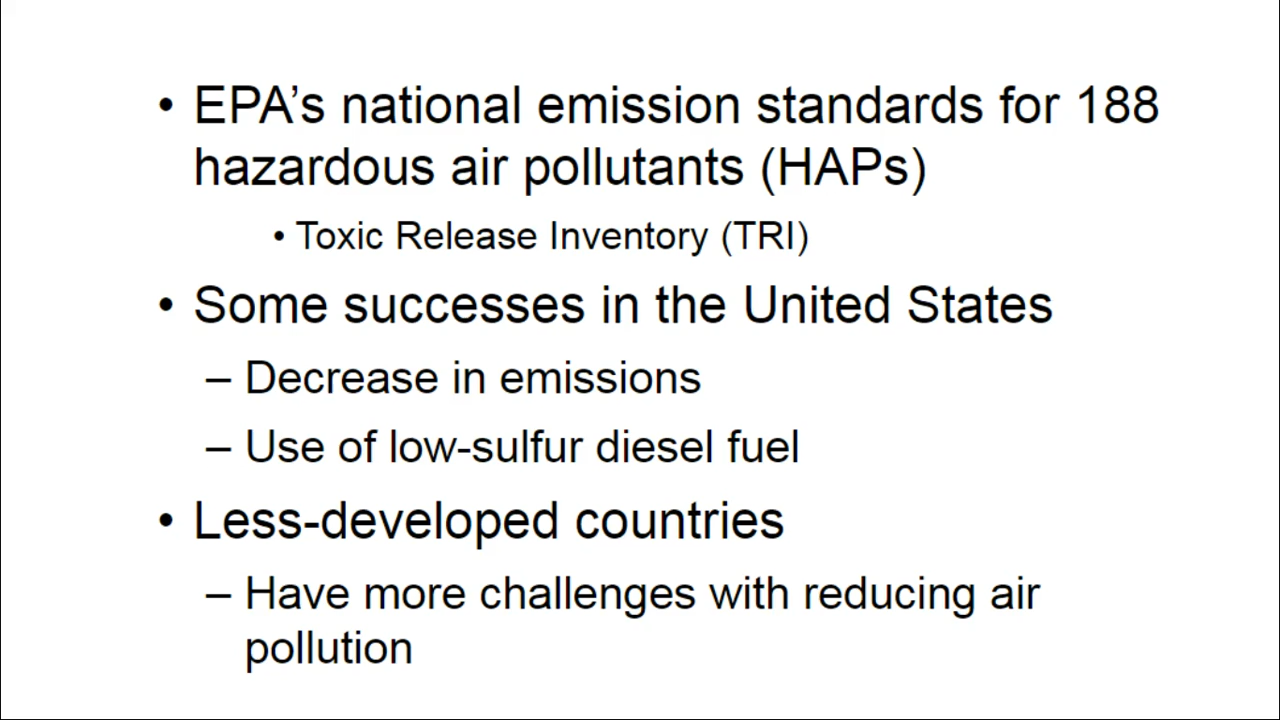 • EPA’s national emission standards for 188
hazardous air pollutants (HAPs)
• Toxic Release Inventory (TRI)
• Some successes in the United States
– Decrease in emissions
– Use of low-sulfur diesel fuel
• Less-developed countries
– Have more challenges with reducing air
pollution